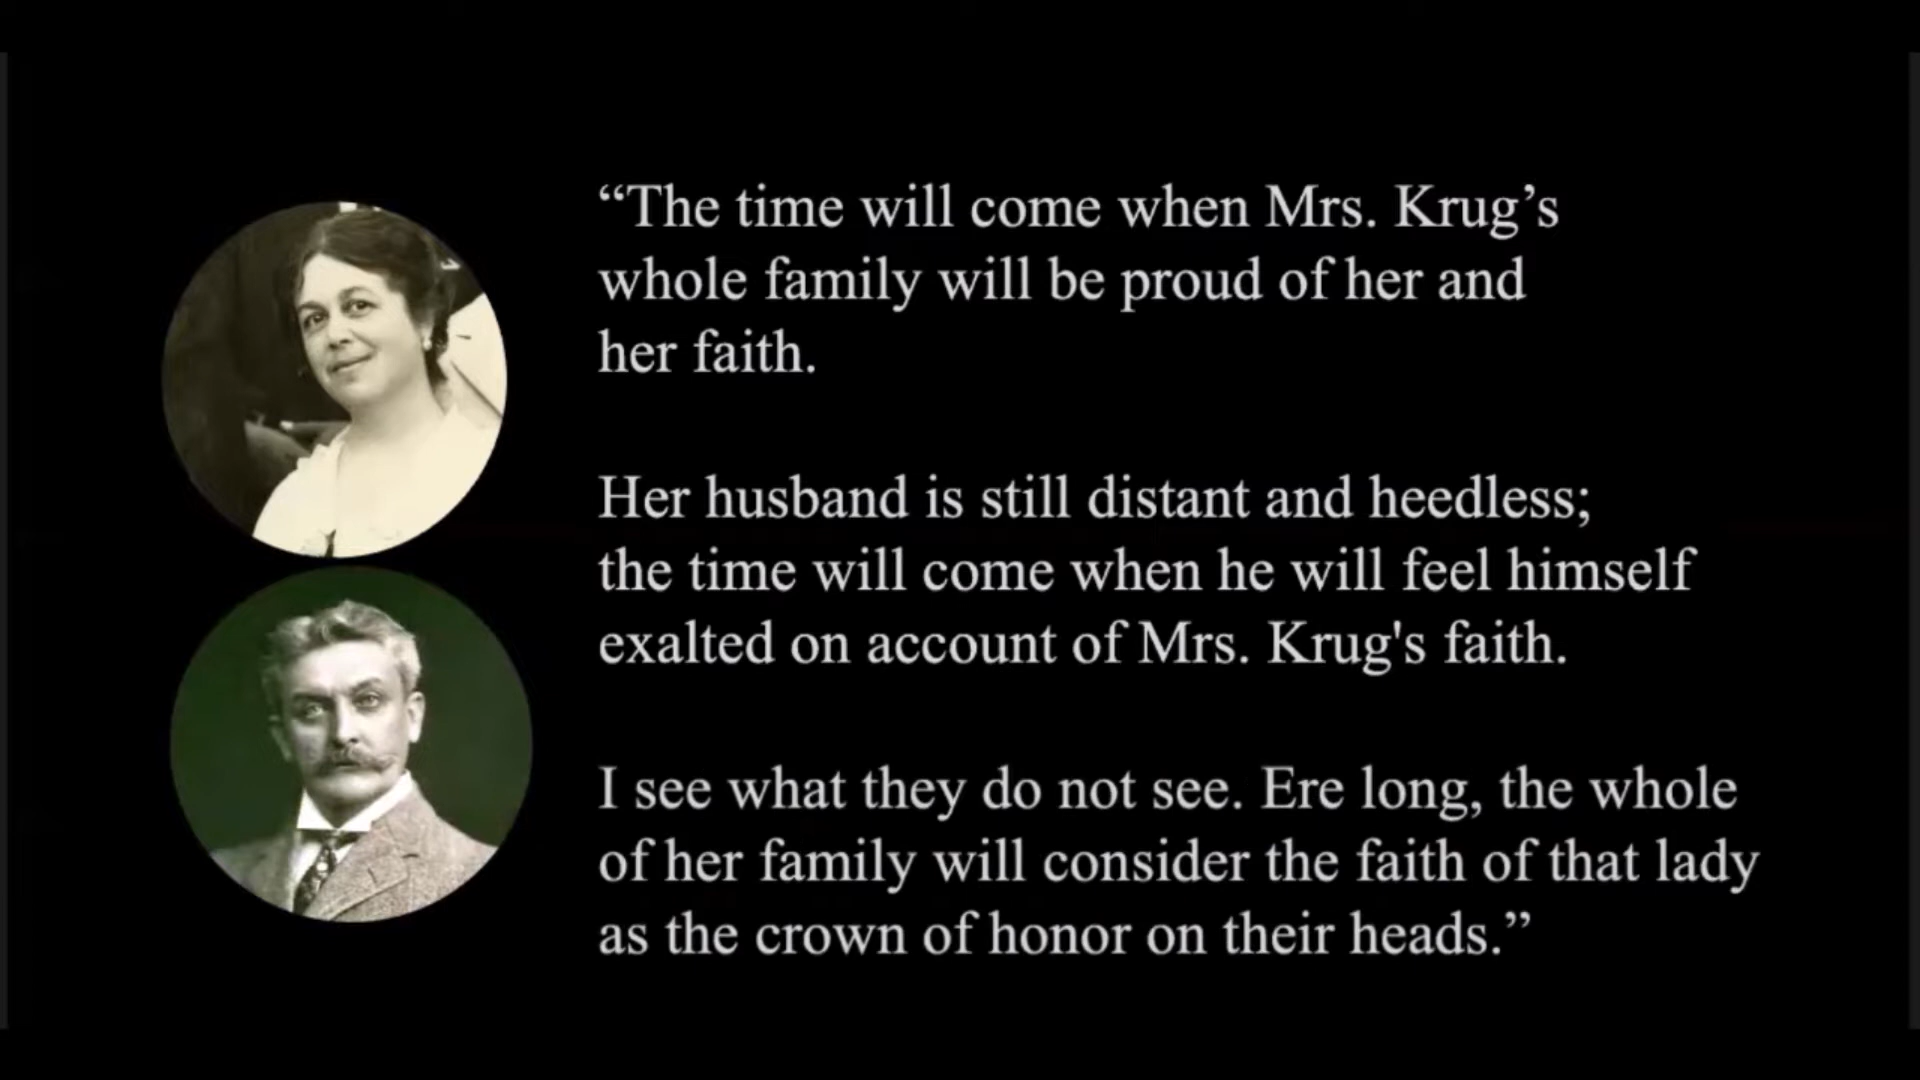 “The time will come when Mrs. Krug’s
whole family will be proud of her and
her faith.
Her husband is still distant and heedless;
the time will come when he will feel himself
exalted on account of Mrs. Krug's faith.
I see what they do not see. Ere long, the whole
of her family will consider the faith of that lady
as the crown of honor on their heads.”